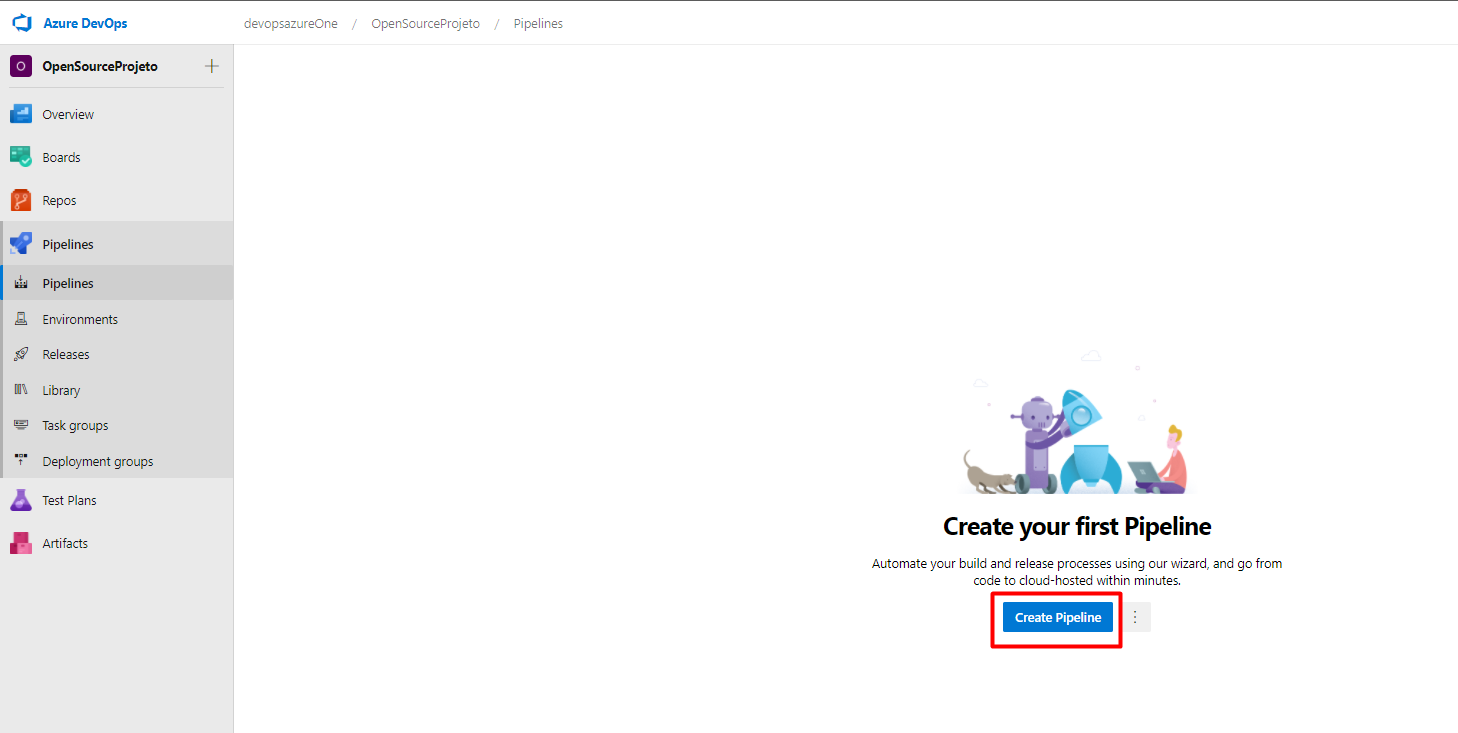 Azure DevOps
devopsazureOne / OpenSourceProjeto / Pipelines
O OpenSourceProjeto +
Overview
Boards
Repos
Pipelines
Pipelines
Environments
Releases
Library
Task groups
Deployment groups
Test Plans
Artifacts
Create your first Pipeline
Automate your build and release processes using our wizard, and go from
code to cloud-hosted within minutes.
Create Pipeline